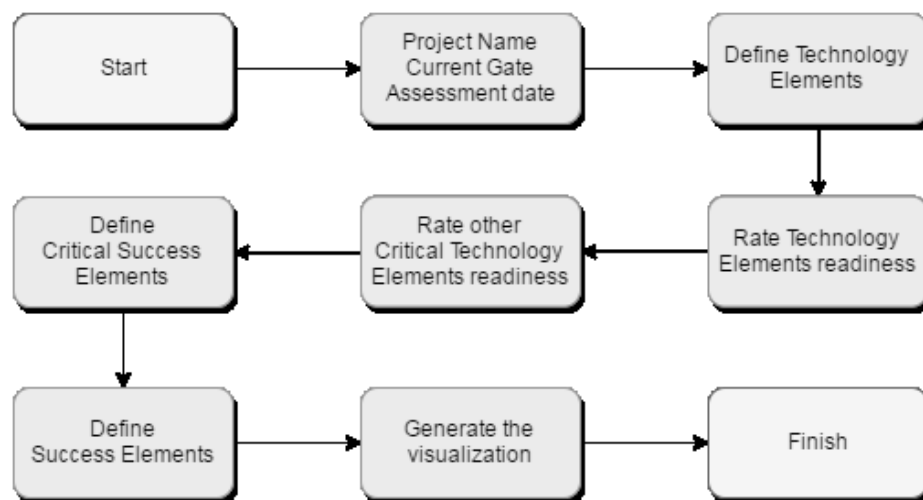 Start
Project Name
Current Gate
Assessment date
Define Technology
Elements
Rate Technology
Elements readiness
Rate other
Critical Technology
Elements readiness
Define
Critical Success
Elements
Define
Success Elements
Generate the
visualization
Finish